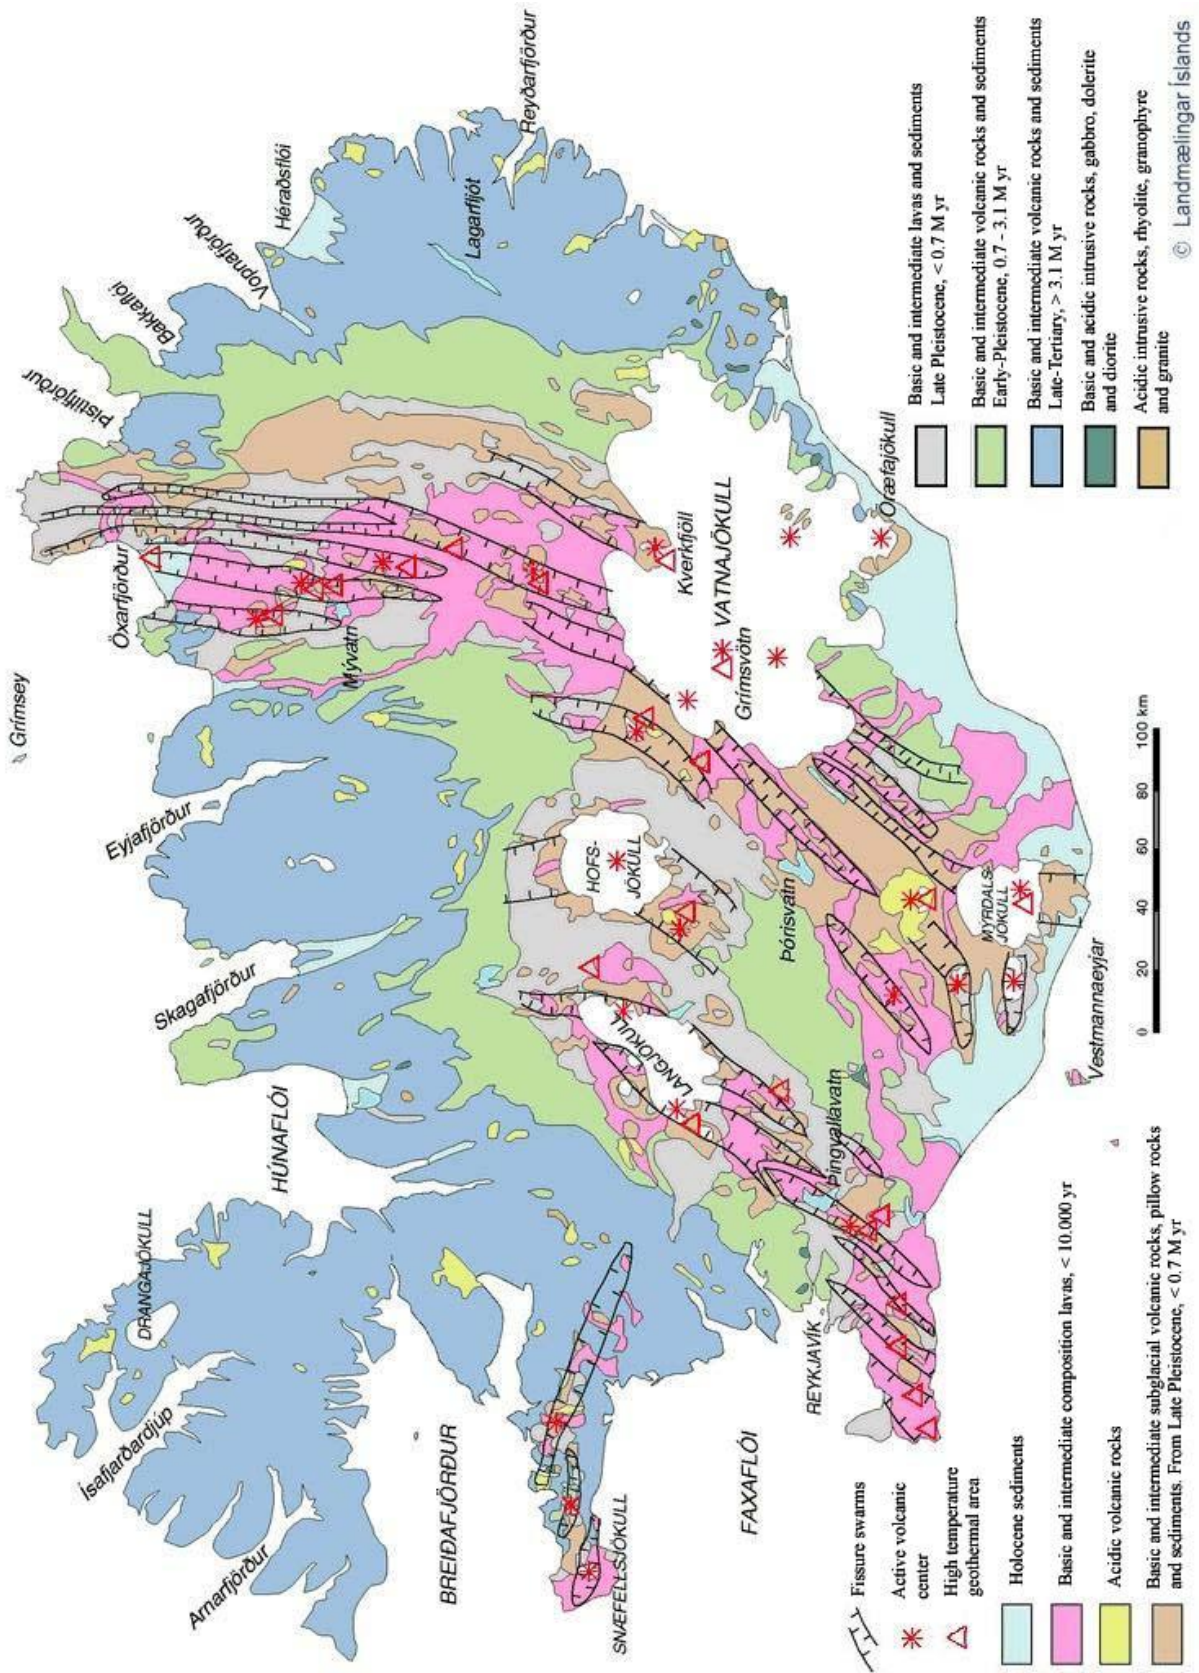 Grímsey
Ísafjarðardjúp
Arnarfjörður
DRANGAJÖKULL
HÚNAFLÓI
Skagafjörður
Eyjafjörður
Öxarfjörður
Þistilfjörður
Bakkaflói
Vopnafjörður
Héraðsflói
Reyðarfjörður
Lagarfljót
Mývatn
BREIÐAFJÖRÐUR
SNÆFELLSJÖKULL
FAXAFLÓI
REYKJAVÍK
Þingvallavatn
LANGJÖKULL
HOFS-
JÖKULL
Þórisvatn
Kverkfjöll
VATNAJÖKULL
Grímsvötn
Öræfajökull
MÝRDALS-
JÖKULL
Vestmannaeyjar
0 20 40 60 80 100 km
Fissure swarms
Active volcanic
center
High temperature
geothermal area
Holocene sediments
Basic and intermediate composition lavas, < 10.000 yr
Acidic volcanic rocks
Basic and intermediate subglacial volcanic rocks, pillow rocks
and sediments. From Late Pleistocene, < 0.7 M yr
Basic and intermediate lavas and sediments
Late Pleistocene, < 0.7 M yr
Basic and intermediate volcanic rocks and sediments
Early-Pleistocene, 0.7 - 3.1 M yr
Basic and intermediate volcanic rocks and sediments
Late-Tertiary, > 3.1 M yr
Basic and acidic intrusive rocks, gabbro, dolerite
and diorite
Acidic intrusive rocks, rhyolite, granophyre
and granite
© Landmælingar Íslands